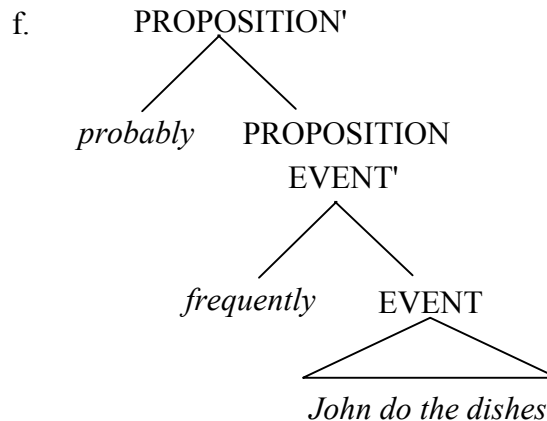 f. PROPOSITION'
probably PROPOSITION
EVENT'
frequently EVENT
John do the dishes